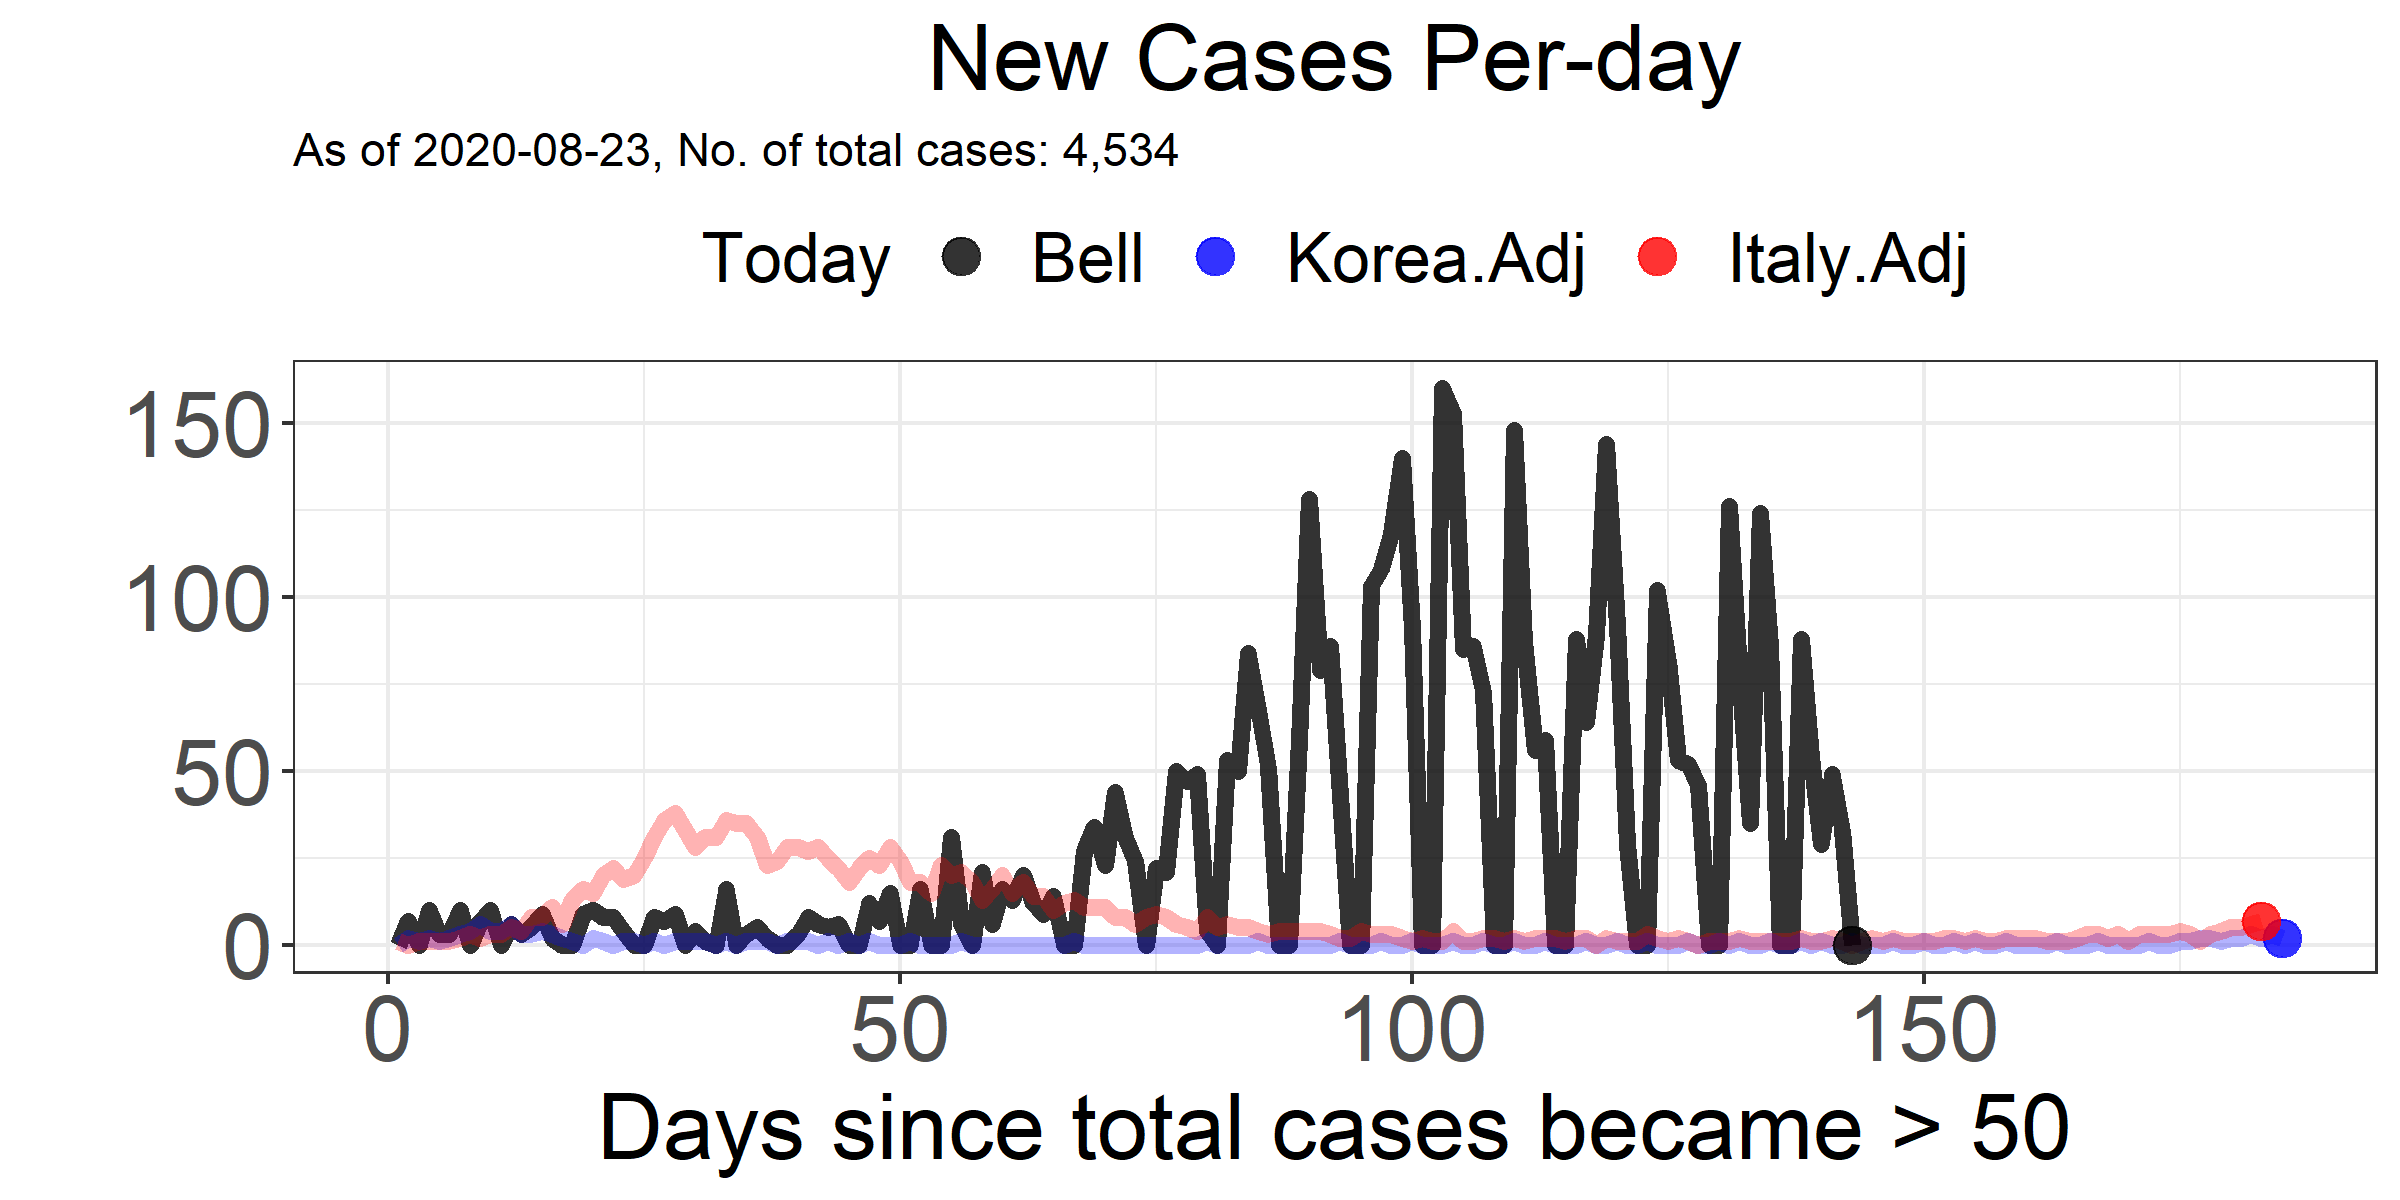 New Cases Per-day
As of 2020-08-23, No. of total cases: 4,534
Today Bell Korea.Adj Italy.Adj
150
100
50
0
0 50 100 150
Days since total cases became > 50